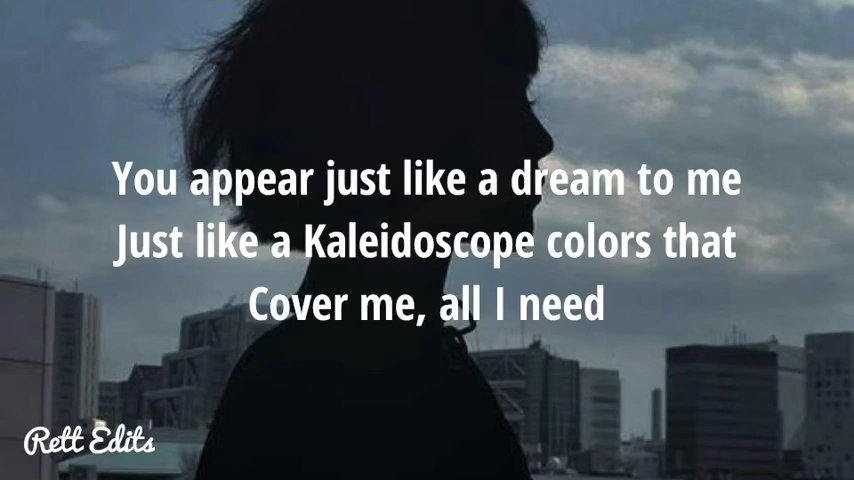 You appear just like a dream to me
Just like a Kaleidoscope colors that
Cover me, all I need
Rett Edits